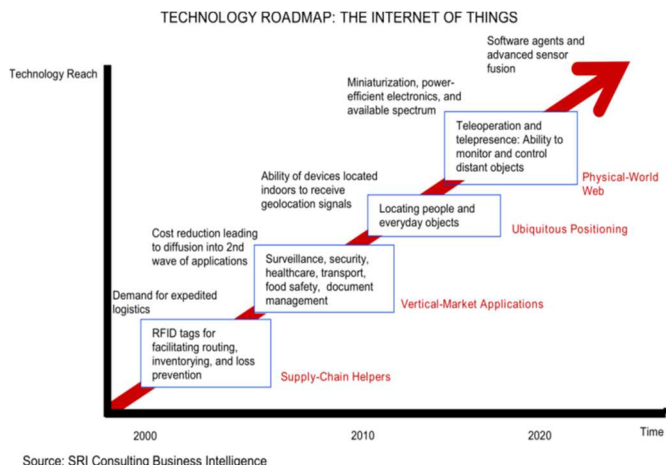 TECHNOLOGY ROADMAP: THE INTERNET OF THINGS
Software agents and
advanced sensor
fusion
Technology Reach
Miniaturization, power-
efficient electronics, and
available spectrum
Teleoperation and
telepresence: Ability to
monitor and control
distant objects
Physical-World
Web
Ability of devices located
indoors to receive
geolocation signals
Locating people and
everyday objects
Ubiquitous Positioning
Cost reduction leading
to diffusion into 2nd
wave of applications
Surveillance, security,
healthcare, transport,
food safety, document
management
Vertical-Market Applications
Demand for expedited
logistics
RFID tags for
facilitating routing,
inventorying, and loss
prevention
Supply-Chain Helpers
2000
2010
2020
Time
Source: SRI Consulting Business Intelligence